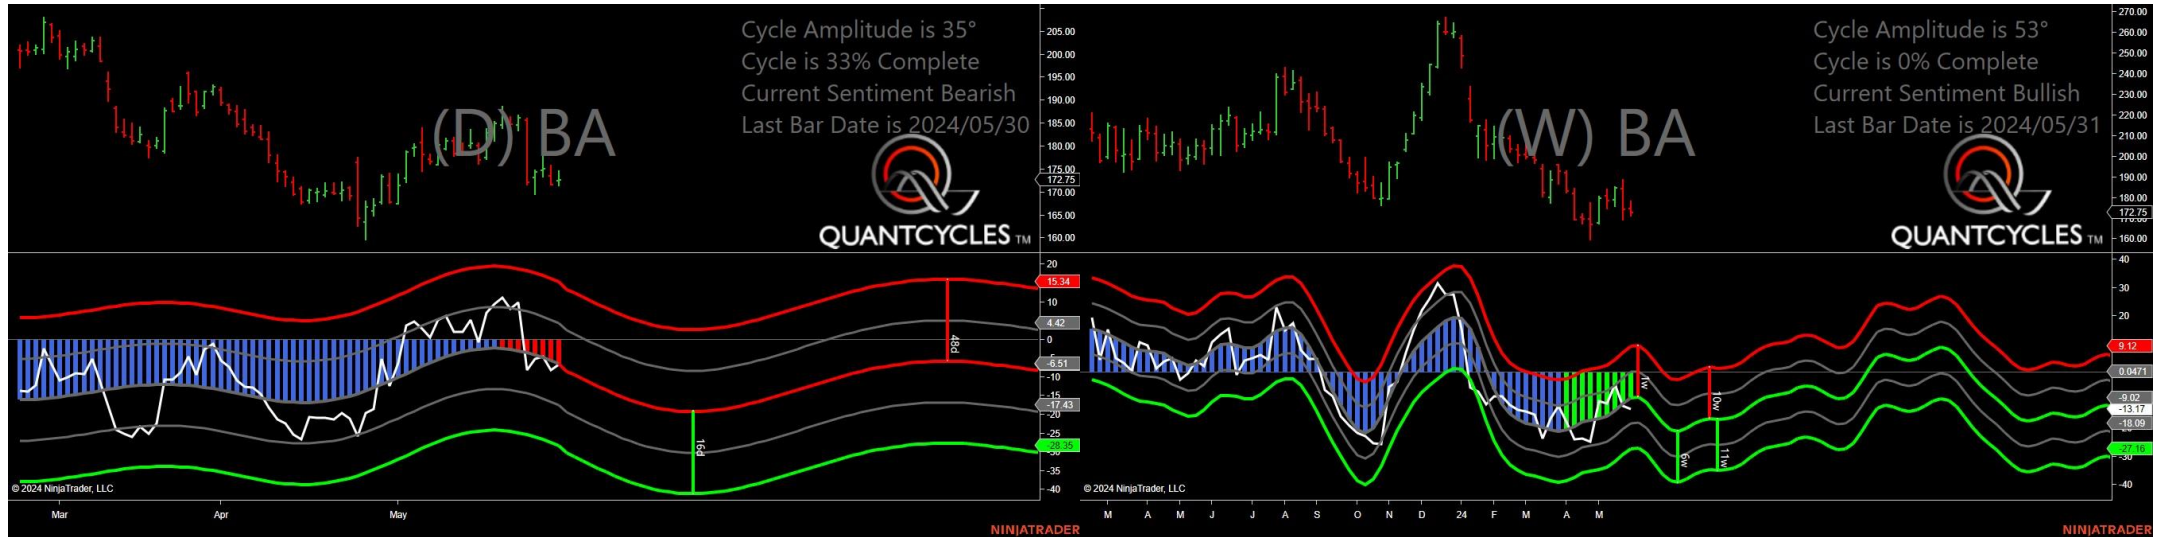 Cycle Amplitude is 35°
Cycle is 33% Complete
Current Sentiment Bearish
Last Bar Date is 2024/05/30
(D) BA
QUANTCYCLES TM
205.00
200.00
195.00
190.00
185.00
180.00
175.00
172.75
170.00
165.00
160.00
20
15.34
10
4.42
0
-5
-6.51
-10
-15
-17.43
-20
-25
-28.35
-30
-35
-40
48d
16d
© 2024 NinjaTrader, LLC
Mar
Apr
May
NINJATRADER
Cycle Amplitude is 53°
Cycle is 0% Complete
Current Sentiment Bullish
Last Bar Date is 2024/05/31
(W) BA
QUANTCYCLES TM
270.00
260.00
250.00
240.00
230.00
220.00
210.00
200.00
190.00
180.00
172.75
160.00
40
30
20
9.12
0.0471
-9.02
-13.17
-18.09
-27.16
-30
-40
1w
10w
6w
11w
© 2024 NinjaTrader, LLC
M A M J J A S O N D 24 F M A M
NINJATRADER